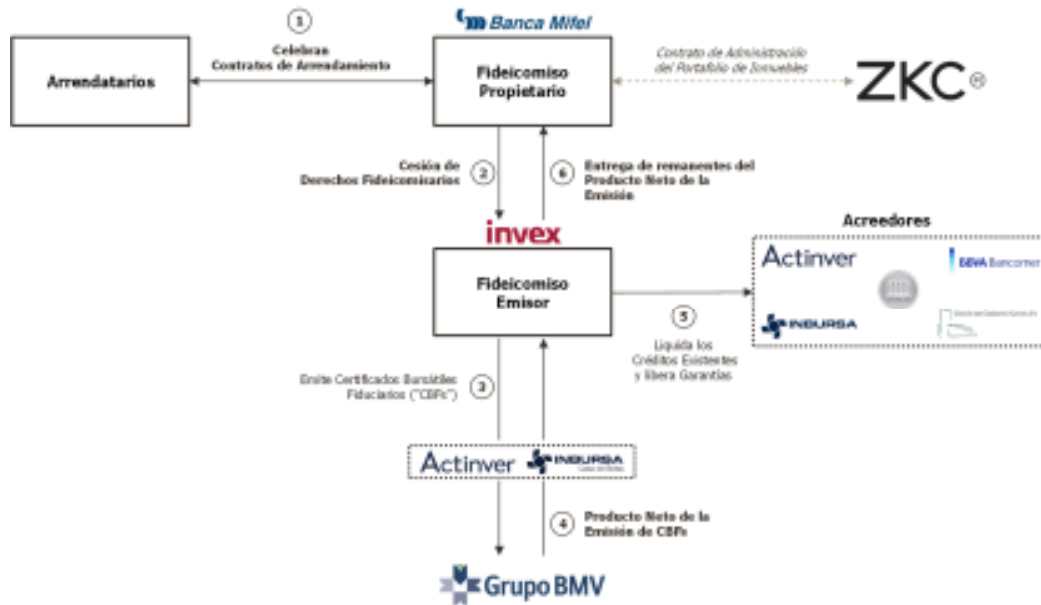 1
Banca Mifel
Arrendatarios
Celebran
Contratos de Arrendamiento
Fideicomiso
Propietario
Contrato de Administración
del Portafolio de Inmuebles
ZKC
Cesión de
Derechos Fideicomisarios
2
6
Entrega de remanentes del
Producto Neto de la
Emisión
invex
Fideicomiso
Emisor
Acreedores
Actinver
BBVA Bancomer
INBURSA
5
Liquida los
Créditos Existentes
y libera Garantías
Emite Certificados Bursátiles
Fiduciarios ("CBFs")
3
Actinver
INBURSA
4
Producto Neto de la
Emisión de CBFs
Grupo BMV